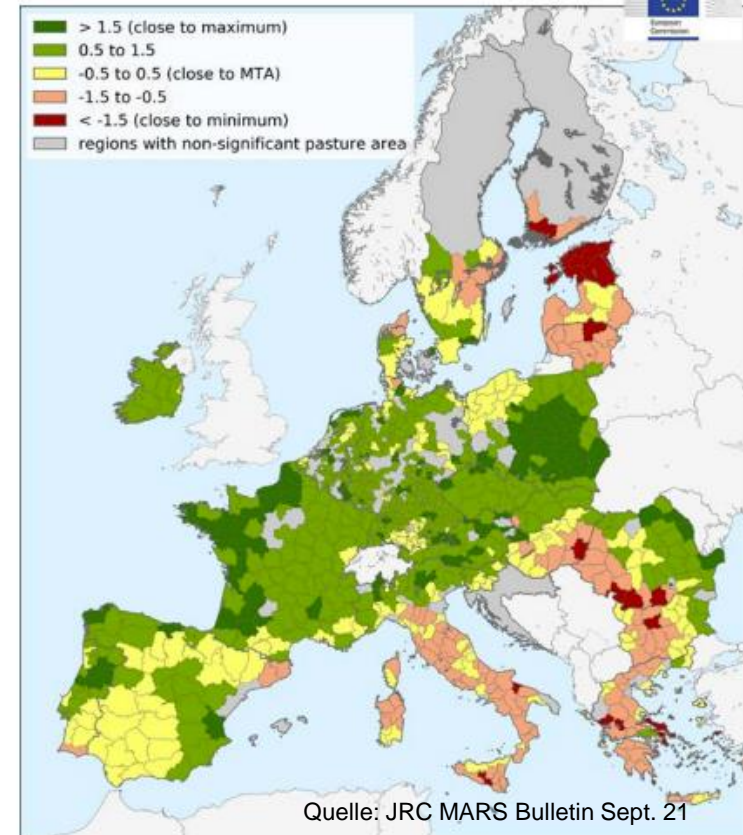 > 1.5 (close to maximum)
0.5 to 1.5
-0.5 to 0.5 (close to MTA)
-1.5 to -0.5
< -1.5 (close to minimum)
regions with non-significant pasture area
European
Commission
Quelle: JRC MARS Bulletin Sept. 21